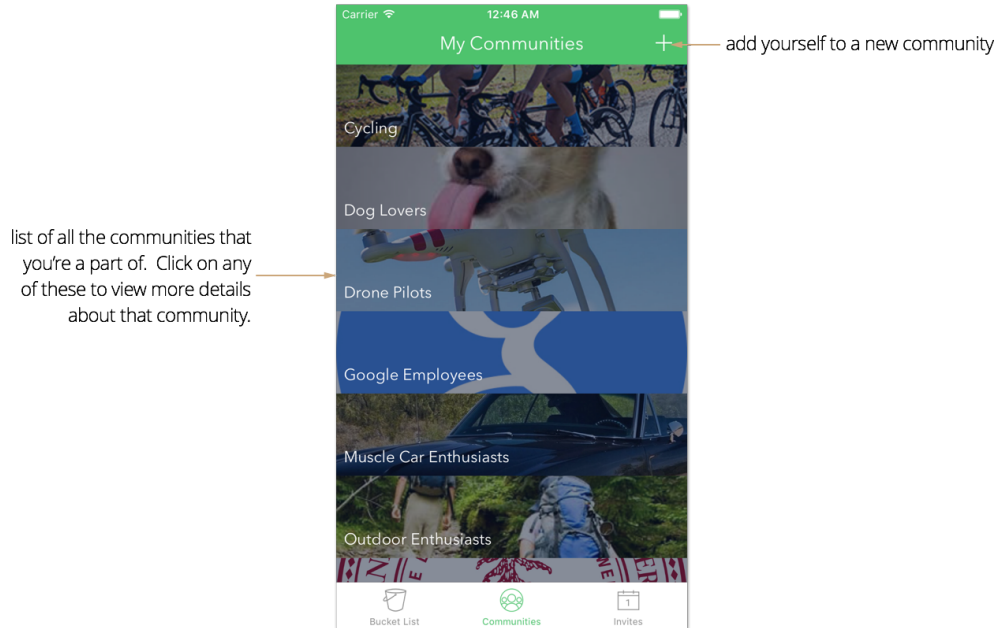 Carrier 12:46 AM
My Communities
add yourself to a new community
Cycling
Dog Lovers
list of all the communities that
you're a part of. Click on any
of these to view more details
about that community.
Drone Pilots
Google Employees
Muscle Car Enthusiasts
Outdoor Enthusiasts
1
Bucket List Communities Invites